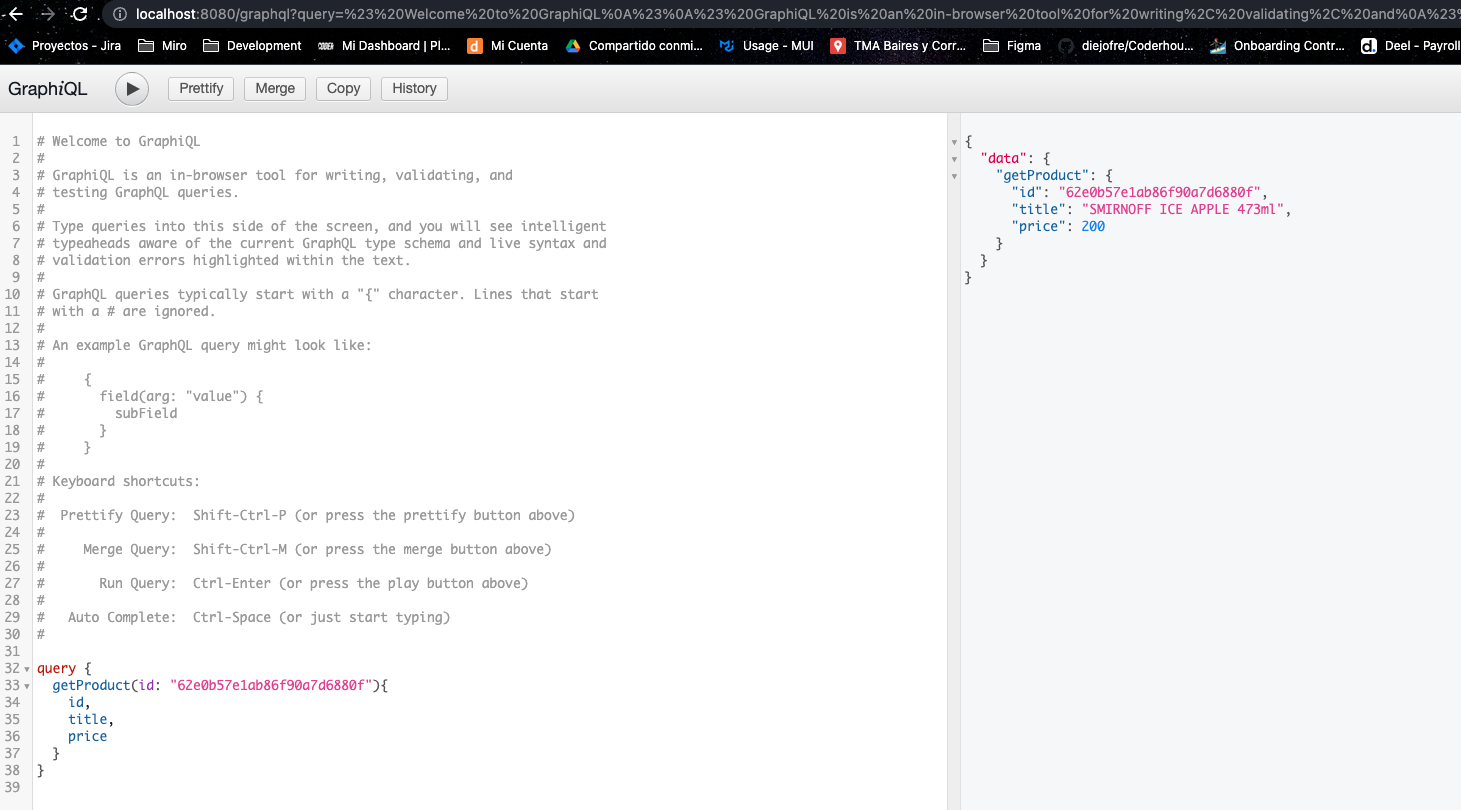 localhost:8080/graphql?query=%23%20Welcome%20to%20GraphiQL%0A%23%0A%23%20GraphiQL%20is%20an%20in-browser%20tool%20for%20writing%2C%20validating%2C%20and%0A%23%
Proyectos - Jira Miro Development Mi Dashboard | Pl... Mi Cuenta Compartido conmi... Usage - MUI TMA Baires y Corr... Figma diejofre/Coderhou... Onboarding Contr... Deel - Payroll
GraphiQL Prettify Merge Copy History
1 # Welcome to GraphiQL
2 #
3 # GraphiQL is an in-browser tool for writing, validating, and
4 # testing GraphQL queries.
5 #
6 # Type queries into this side of the screen, and you will see intelligent
7 # typeaheads aware of the current GraphQL type schema and live syntax and
8 # validation errors highlighted within the text.
9 #
10 # GraphQL queries typically start with a "{" character. Lines that start
11 # with a # are ignored.
12 #
13 # An example GraphQL query might look like:
14 #
15 #     {
16 #       field(arg: "value") {
17 #         subField
18 #       }
19 #     }
20 #
21 # Keyboard shortcuts:
22 #
23 #  Prettify Query:  Shift-Ctrl-P (or press the prettify button above)
24 #
25 #     Merge Query:  Shift-Ctrl-M (or press the merge button above)
26 #
27 #       Run Query:  Ctrl-Enter (or press the play button above)
28 #
29 #   Auto Complete:  Ctrl-Space (or just start typing)
30 #
31
32 query {
33   getProduct(id: "62e0b57e1ab86f90a7d6880f"){
34     id,
35     title,
36     price
37   }
38 }
39
{
  "data": {
    "getProduct": {
      "id": "62e0b57e1ab86f90a7d6880f",
      "title": "SMIRNOFF ICE APPLE 473ml",
      "price": 200
    }
  }
}